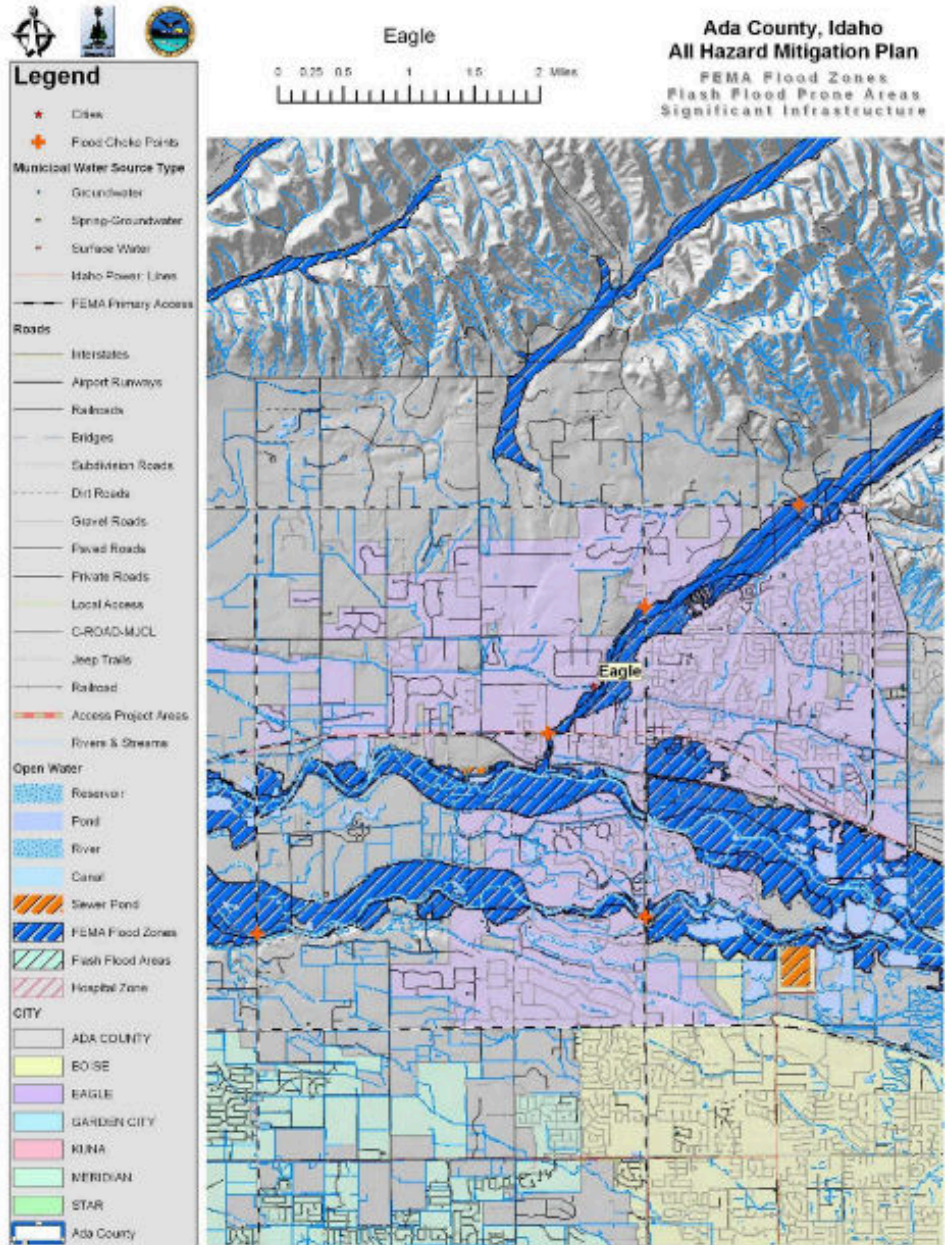 Eagle
0 0.25 0.5 1 1.5 2 Miles
Ada County, Idaho
All Hazard Mitigation Plan
FEMA Flood Zones
Flash Flood Prone Areas
Significant Infrastructure
Legend
Cities
Flood Choke Points
Municipal Water Source Type
Groundwater
Spring-Groundwater
Surface Water
Idaho Power: Lines
FEMA Primary Access
Roads
Interstates
Airport Runways
Railroads
Bridges
Subdivision Roads
Dirt Roads
Gravel Roads
Paved Roads
Private Roads
Local Access
C-ROAD-MJCL
Jeep Trails
Railroad
Access Project Areas
Rivers & Streams
Open Water
Reservoir
Pond
River
Canal
Sewer Pond
FEMA Flood Zones
Flash Flood Areas
Hospital Zone
CITY
ADA COUNTY
BOISE
EAGLE
GARDEN CITY
KUNA
MERIDIAN
STAR
Ada County
Eagle